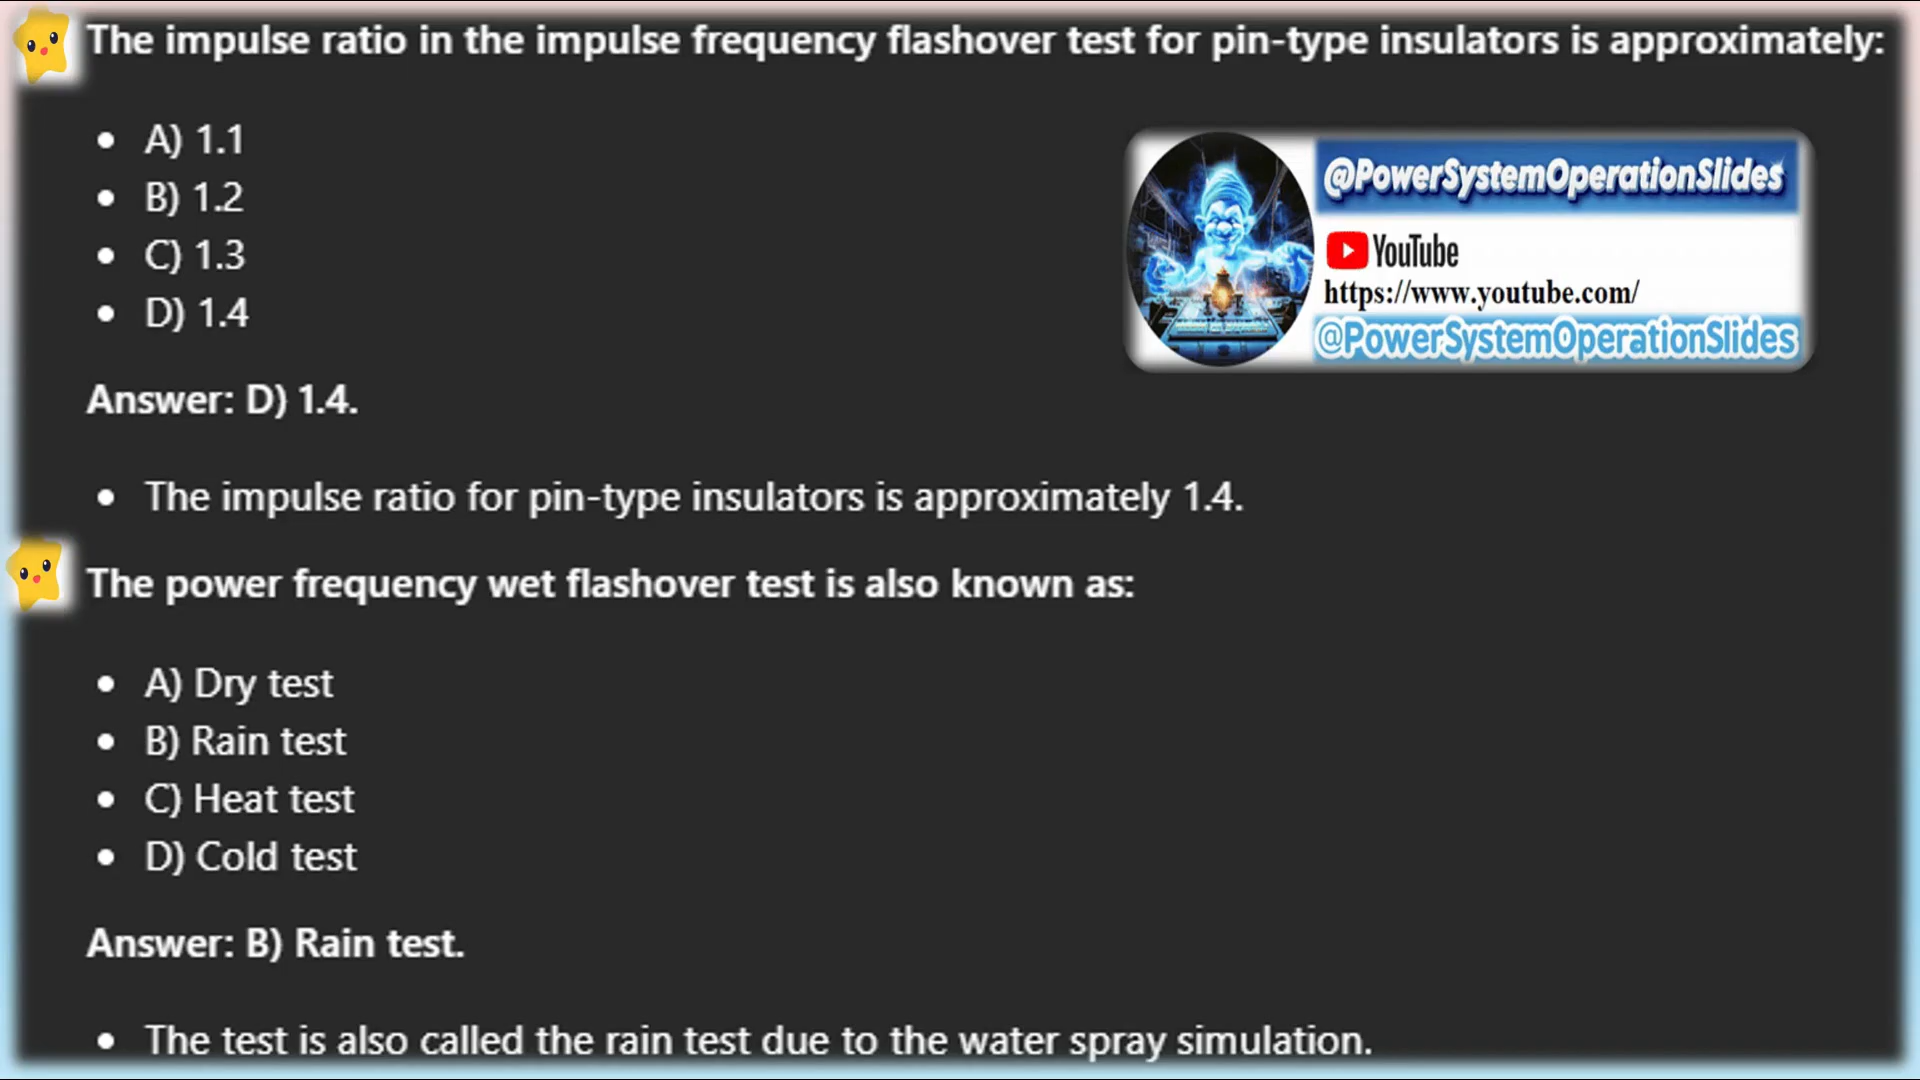 The impulse ratio in the impulse frequency flashover test for pin-type insulators is approximately:
A) 1.1
B) 1.2
C) 1.3
D) 1.4
@PowerSystemOperationSlides
YouTube
https://www.youtube.com/
@PowerSystemOperationSlides
Answer: D) 1.4.
The impulse ratio for pin-type insulators is approximately 1.4.
The power frequency wet flashover test is also known as:
A) Dry test
B) Rain test
C) Heat test
D) Cold test
Answer: B) Rain test.
The test is also called the rain test due to the water spray simulation.